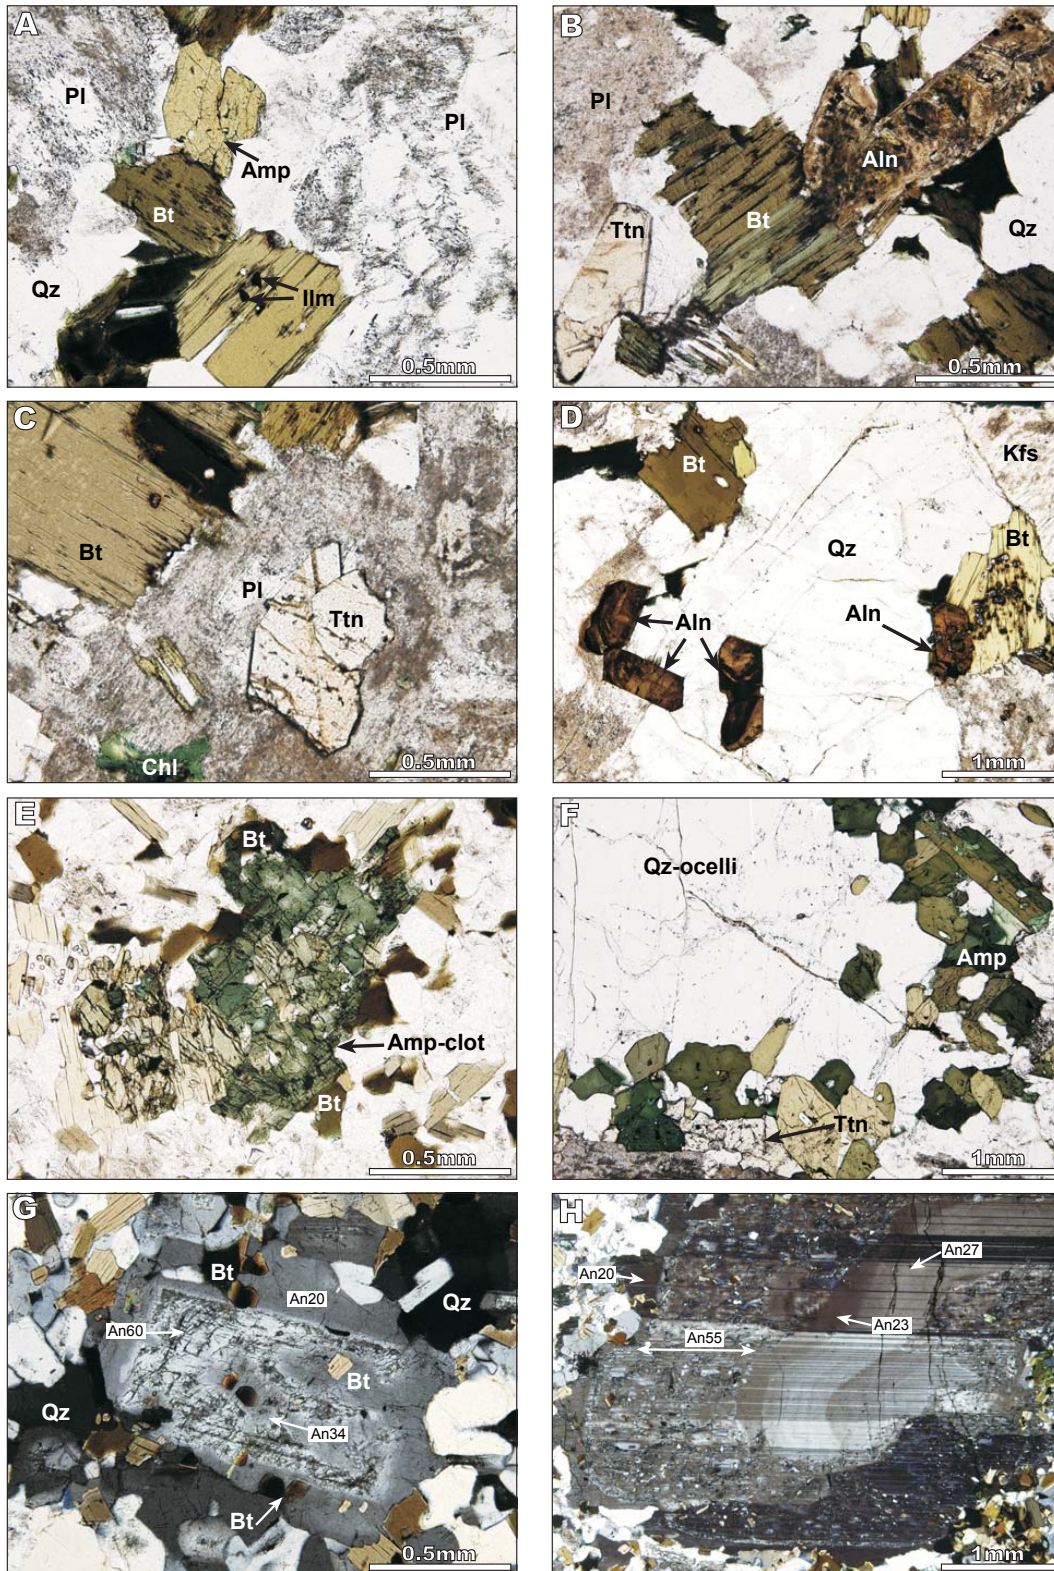 A
Pl
Pl
Amp
Bt
Qz
Ilm
0.5mm
B
Pl
Aln
Ttn
Bt
Qz
0.5mm
C
Bt
Pl
Ttn
Chl
0.5mm
D
Bt
Kfs
Qz
Bt
Aln
Aln
1mm
E
Bt
Amp-clot
Bt
0.5mm
F
Qz-ocelli
Amp
Ttn
1mm
G
Bt
An20
Qz
An60
Bt
Qz
An34
Bt
0.5mm
H
An27
An20
An23
An55
1mm